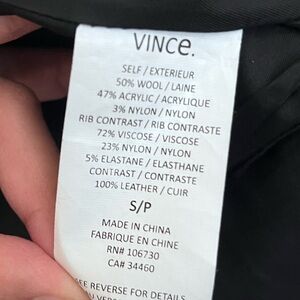 VINCE.
SELF / EXTERIEUR
50% WOOL / LAINE
47% ACRYLIC / ACRYLIQUE
3% NYLON / NYLON
RIB CONTRAST / RIB CONTRASTE
72% VISCOSE / VISCOSE
23% NYLON / NYLON
5% ELASTANE / ELASTHANE
CONTRAST / CONTRASTE
100% LEATHER / CUIR
S/P
MADE IN CHINA
FABRIQUE EN CHINE
RN# 106730
CA# 34460
SEE REVERSE FOR DETAILS